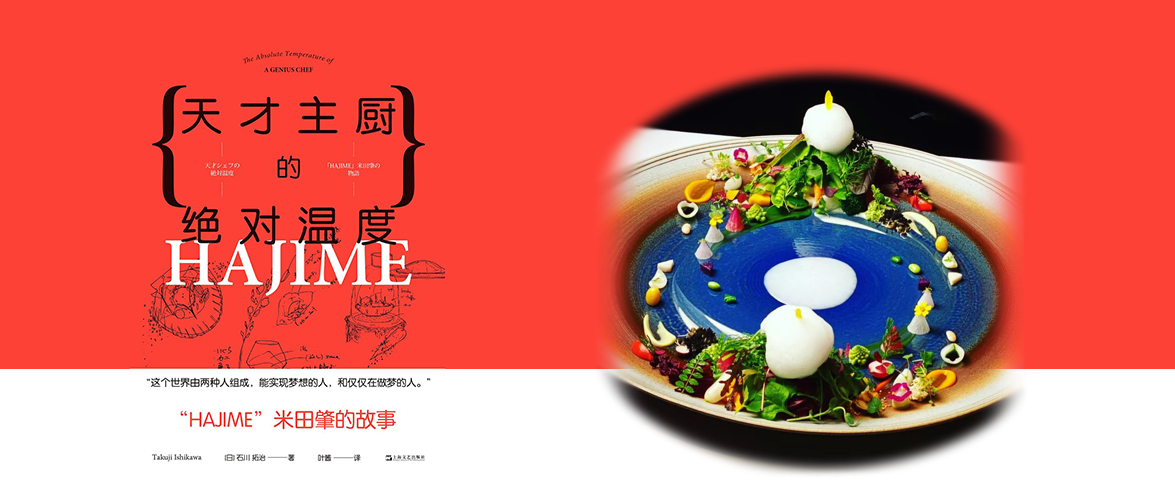 The Absolute Temperature of
A GENIUS CHEF
天才主厨
天才シェフの
絶対温度
的
「HAJIME」米田肇の
物語
绝对温度
HAJIME
“这个世界由两种人组成，能实现梦想的人，和仅仅在做梦的人。”
“HAJIME”米田肇的故事
Takuji Ishikawa
[日] 石川 拓治——著
叶酱——译
上海文艺出版社